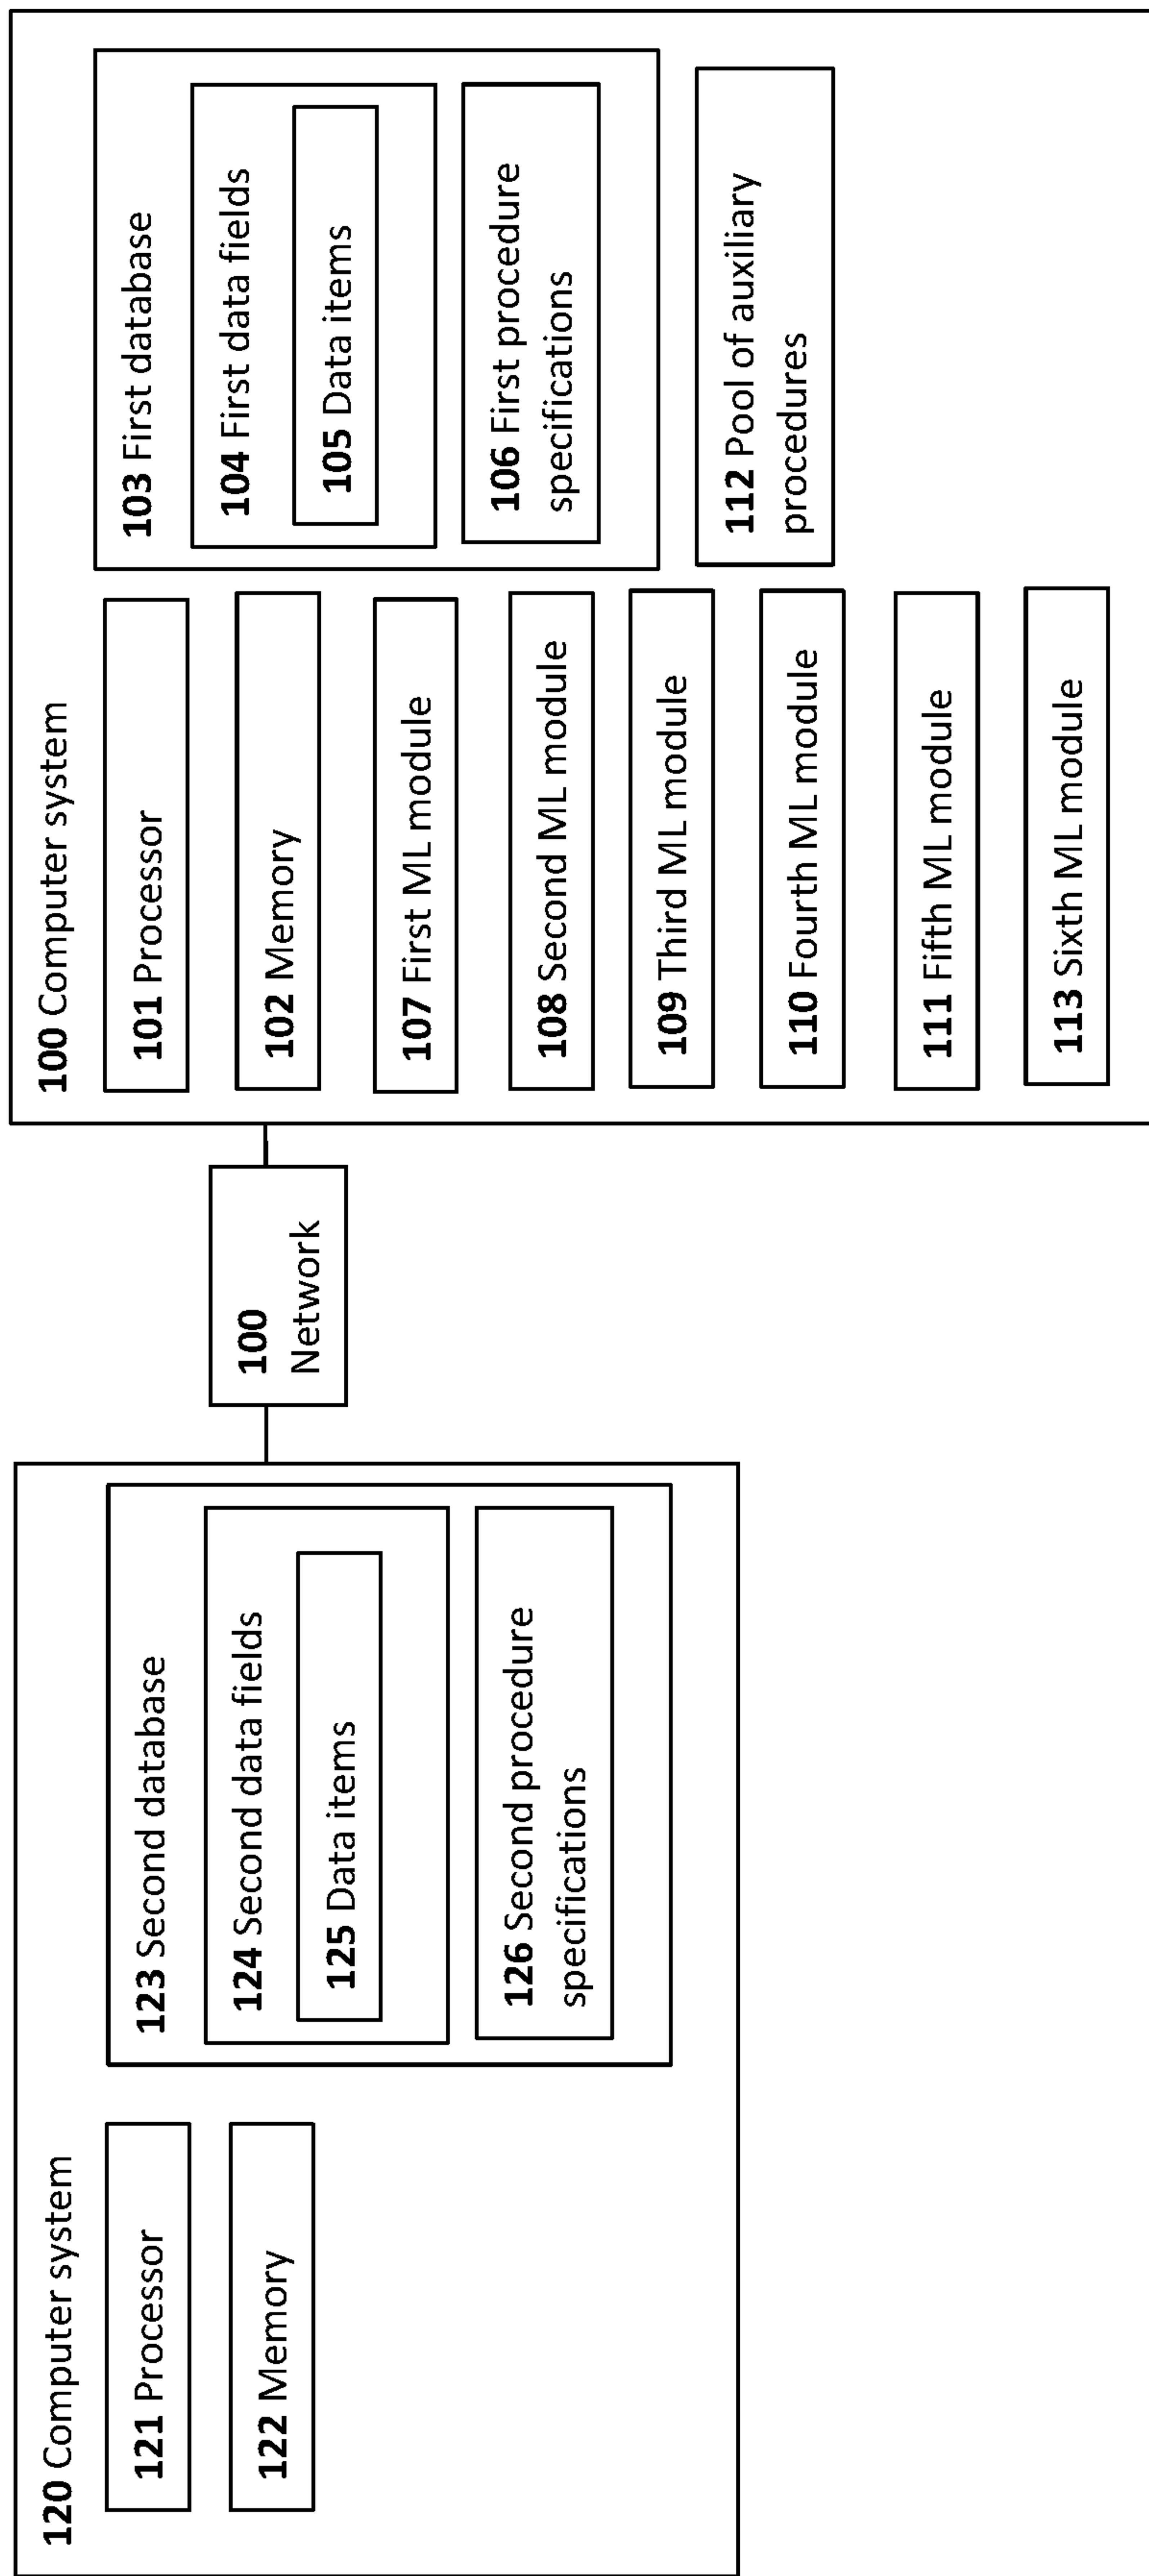 120 Computer system
121 Processor
122 Memory
123 Second database
124 Second data fields
125 Data items
126 Second procedure
specifications
100
Network
100 Computer system
101 Processor
102 Memory
107 First ML module
108 Second ML module
109 Third ML module
110 Fourth ML module
111 Fifth ML module
113 Sixth ML module
103 First database
104 First data fields
105 Data items
106 First procedure
specifications
112 Pool of auxiliary
procedures